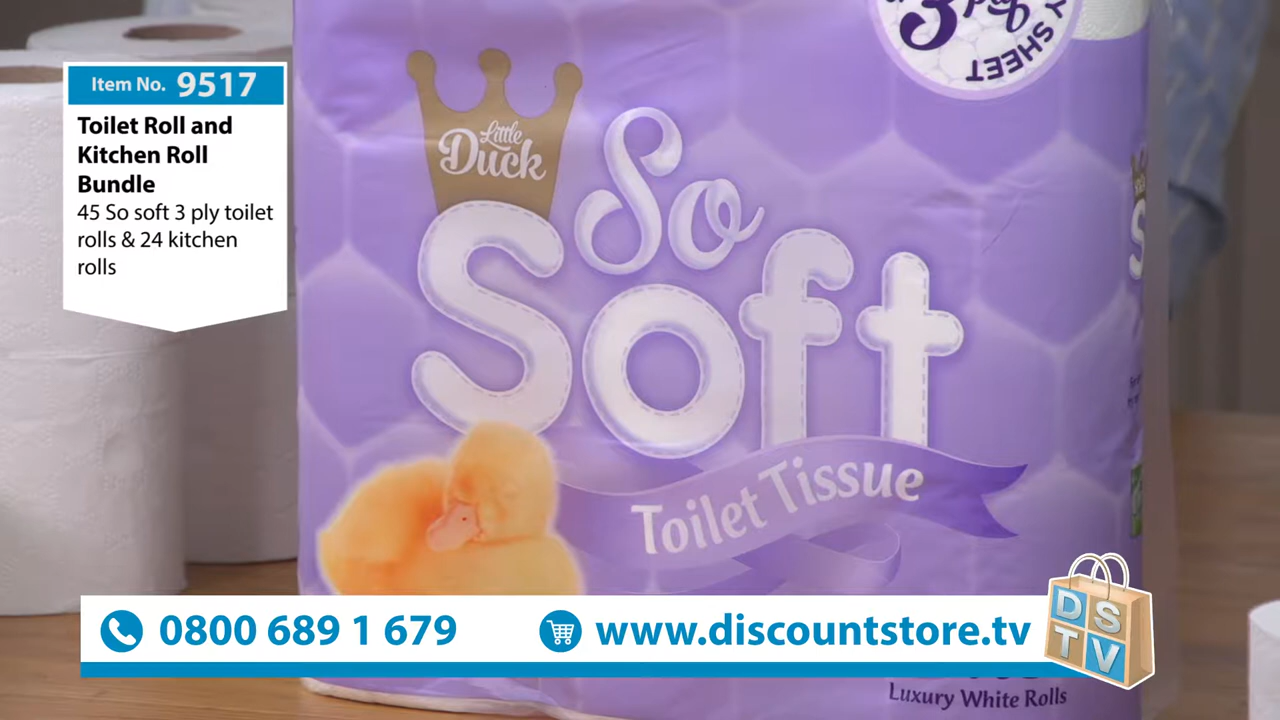 Item No. 9517
Toilet Roll and
Kitchen Roll
Bundle
45 So soft 3 ply toilet
rolls & 24 kitchen
rolls
3 ply
SHEET
Little
Duck
So
Soft
Toilet Tissue
0800 689 1 679
www.discountstore.tv
DS
TV
Luxury White Rolls